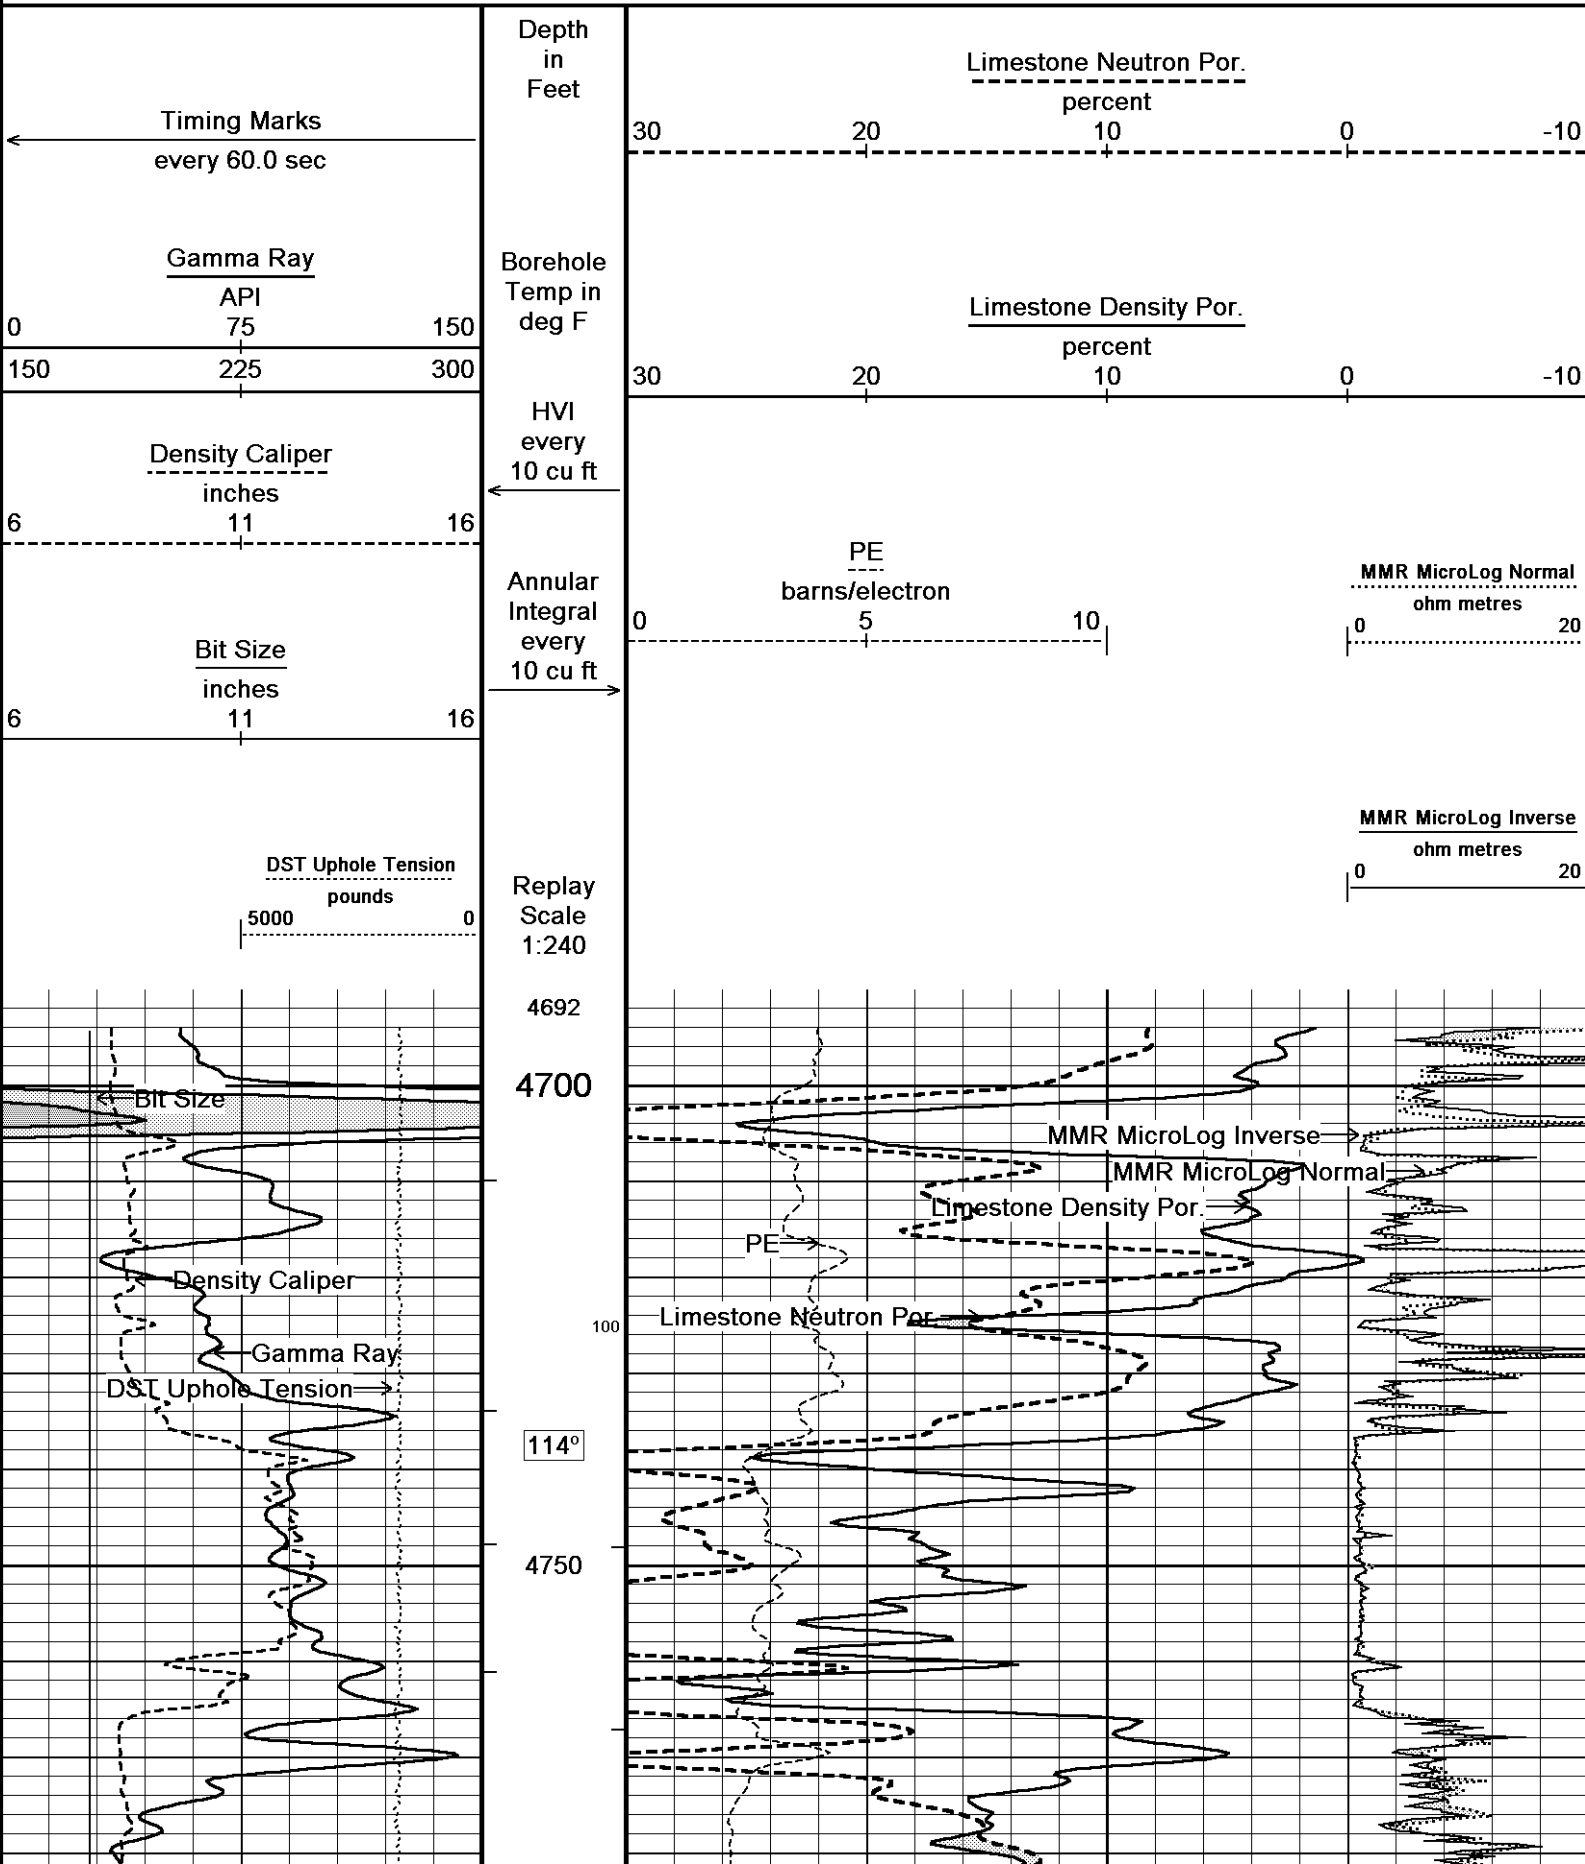 Timing Marks
every 60.0 sec
Gamma Ray
API
0 75 150
150 225 300
Density Caliper
inches
6 11 16
Bit Size
inches
6 11 16
DST Uphole Tension
pounds
5000 0
Depth
in
Feet
Borehole
Temp in
deg F
HVI
every
10 cu ft
Annular
Integral
every
10 cu ft
Replay
Scale
1:240
Limestone Neutron Por.
percent
30 20 10 0 -10
Limestone Density Por.
percent
30 20 10 0 -10
PE
barns/electron
0 5 10
MMR MicroLog Normal
ohm metres
0 20
MMR MicroLog Inverse
ohm metres
0 20
4692
4700
Bit Size
MMR MicroLog Inverse
MMR MicroLog Normal
Limestone Density Por.
PE
Density Caliper
Limestone Neutron Por.
100
Gamma Ray
DST Uphole Tension
114°
4750